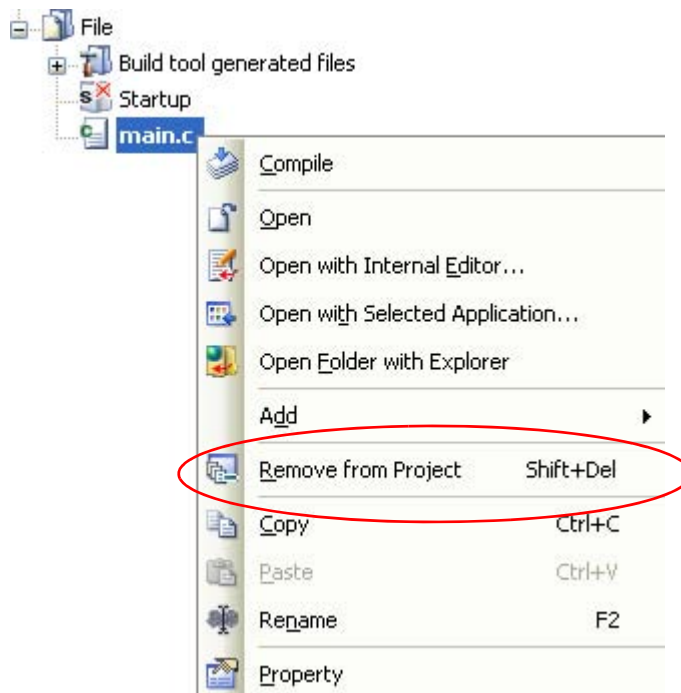 File
Build tool generated files
Startup
main.c
Compile
Open
Open with Internal Editor...
Open with Selected Application...
Open Folder with Explorer
Add
Remove from Project Shift+Del
Copy Ctrl+C
Paste Ctrl+V
Rename F2
Property